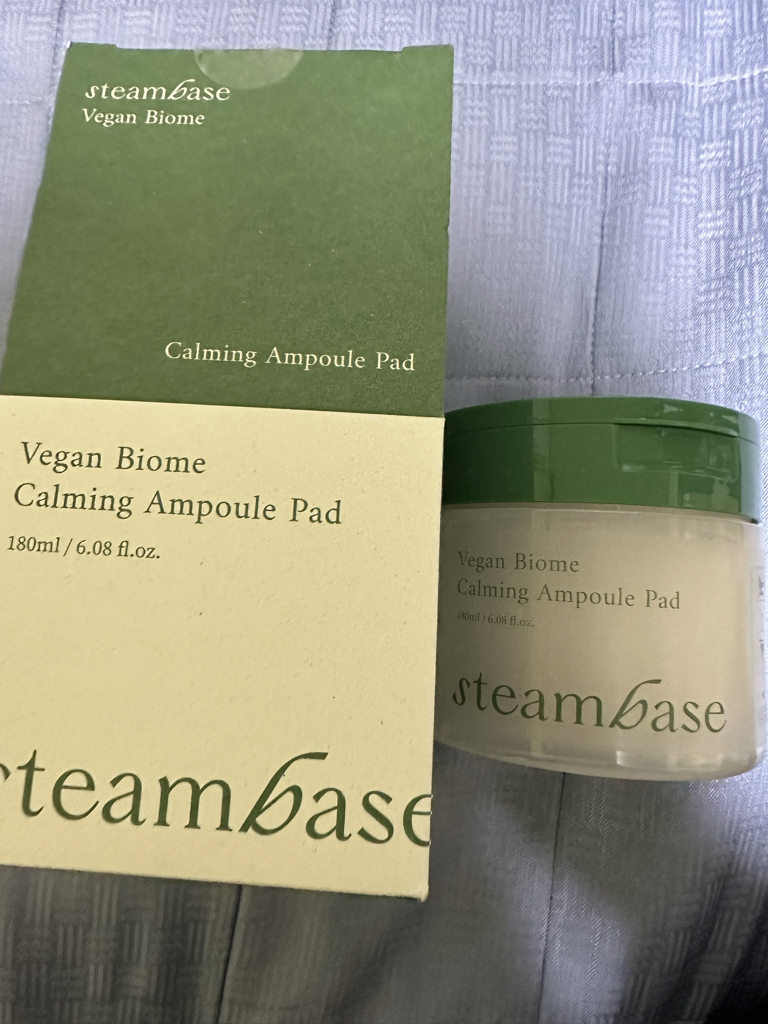 steambase
Vegan Biome
Calming Ampoule Pad
Vegan Biome
Calming Ampoule Pad
180ml / 6.08 fl.oz.
steambase
Vegan Biome
Calming Ampoule Pad
180ml / 6.08 fl.oz.
steambase